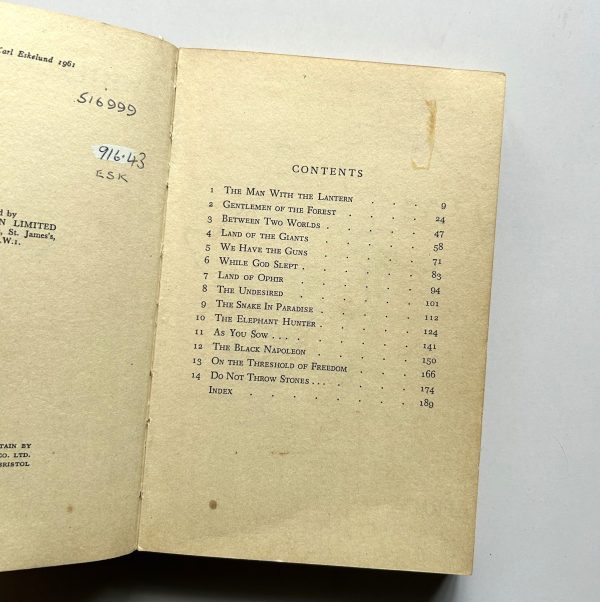 Karl Eskelund 1961
516999
916.43
ESK
d by
N LIMITED
, St. James's,
.W.1.
TAIN BY
CO. LTD.
BRISTOL
CONTENTS
1 The Man With the Lantern . . . 9
2 Gentlemen of the Forest . . . 24
3 Between Two Worlds . . . . 47
4 Land of the Giants . . . . 58
5 We Have the Guns . . . . 71
6 While God Slept . . . . . 83
7 Land of Ophir . . . . . 94
8 The Undesired . . . . . 101
9 The Snake In Paradise . . . . 112
10 The Elephant Hunter . . . . 124
11 As You Sow . . . . . . . 141
12 The Black Napoleon . . . . 150
13 On the Threshold of Freedom . . 166
14 Do Not Throw Stones . . . . . . 174
Index . . . . . . 189